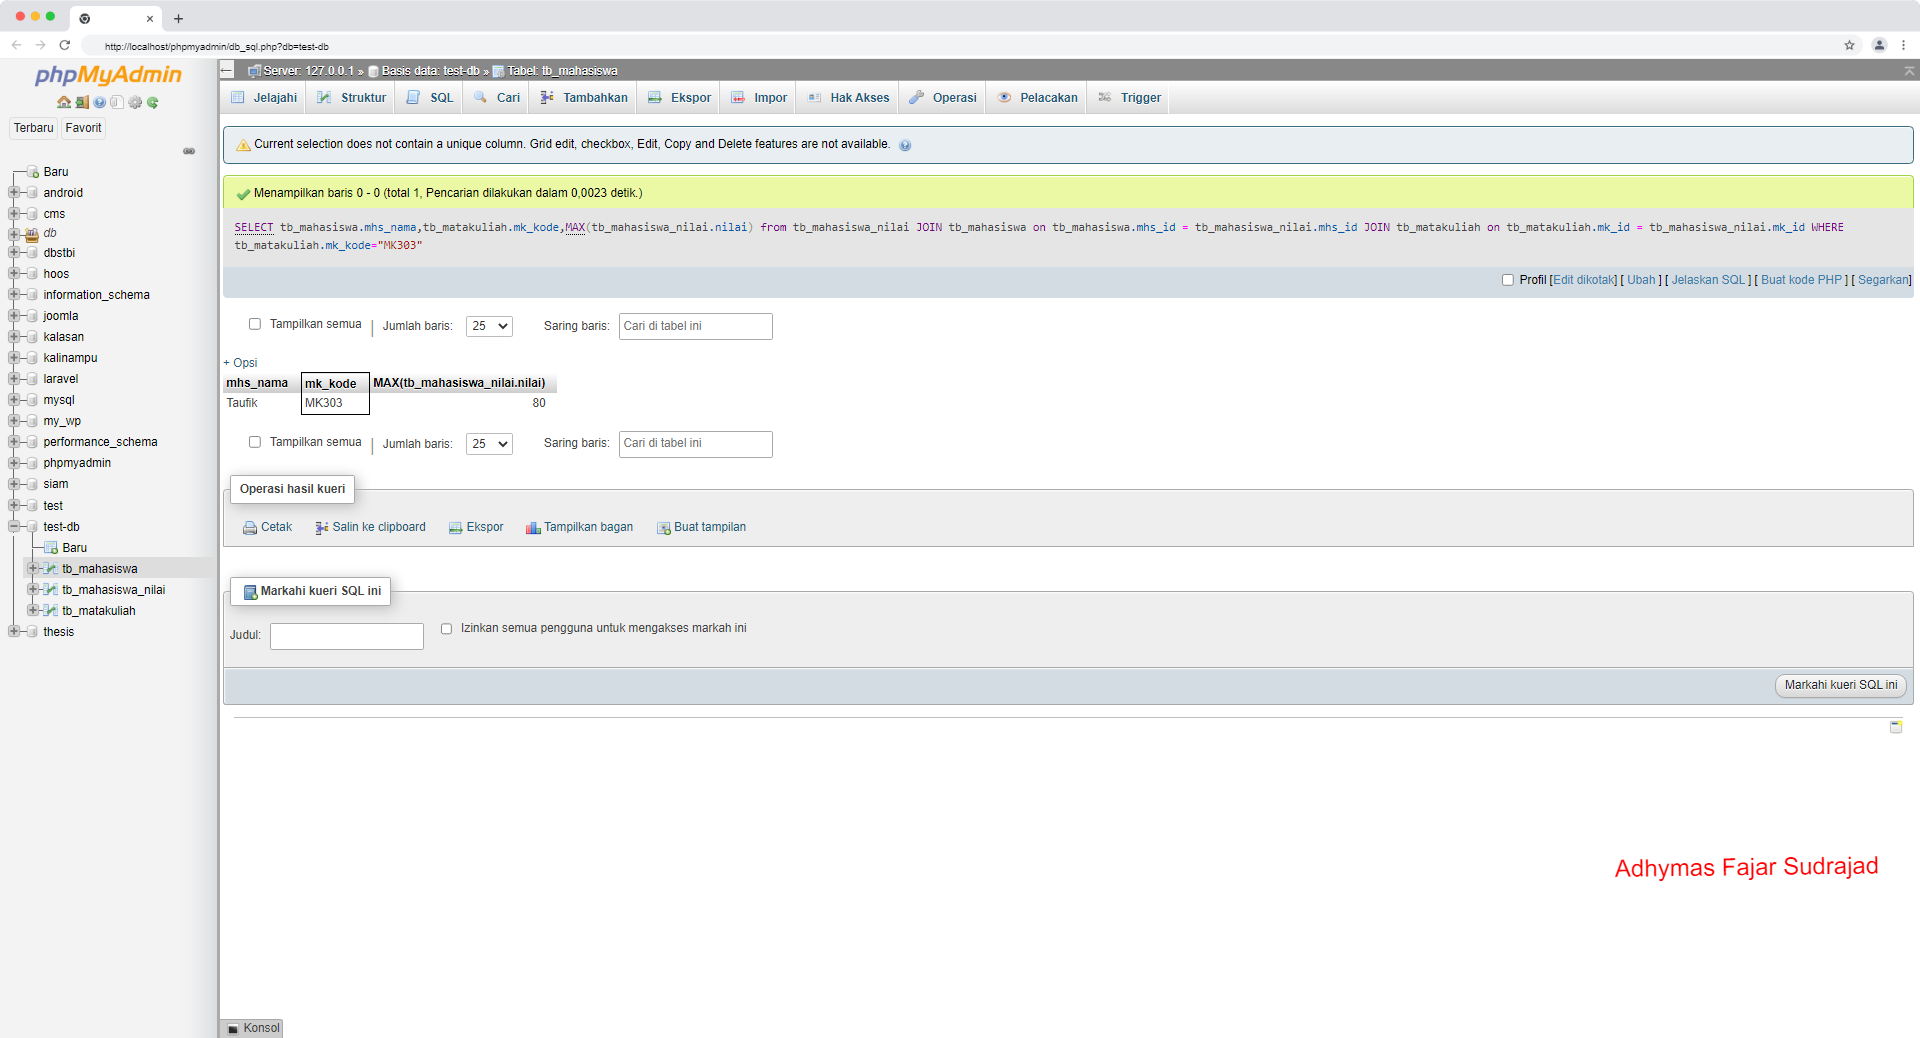 http://localhost/phpmyadmin/db_sql.php?db=test-db
phpMyAdmin
Terbaru Favorit
Baru
android
cms
db
dbstbi
hoos
information_schema
joomla
kalasan
kalinampu
laravel
mysql
my_wp
performance_schema
phpmyadmin
siam
test
test-db
Baru
tb_mahasiswa
tb_mahasiswa_nilai
tb_matakuliah
thesis
Server: 127.0.0.1 » Basis data: test-db » Tabel: tb_mahasiswa
Jelajahi Struktur SQL Cari Tambahkan Ekspor Impor Hak Akses Operasi Pelacakan Trigger
Current selection does not contain a unique column. Grid edit, checkbox, Edit, Copy and Delete features are not available.
Menampilkan baris 0 - 0 (total 1, Pencarian dilakukan dalam 0,0023 detik.)
SELECT tb_mahasiswa.mhs_nama,tb_matakuliah.mk_kode,MAX(tb_mahasiswa_nilai.nilai) from tb_mahasiswa_nilai JOIN tb_mahasiswa on tb_mahasiswa.mhs_id = tb_mahasiswa_nilai.mhs_id JOIN tb_matakuliah on tb_matakuliah.mk_id = tb_mahasiswa_nilai.mk_id WHERE
tb_matakuliah.mk_kode="MK303"
Profil [Edit dikotak] [ Ubah ] [ Jelaskan SQL ] [ Buat kode PHP ] [ Segarkan]
Tampilkan semua | Jumlah baris: 25 Saring baris: Cari di tabel ini
+ Opsi
mhs_nama mk_kode MAX(tb_mahasiswa_nilai.nilai)
Taufik MK303 80
Tampilkan semua | Jumlah baris: 25 Saring baris: Cari di tabel ini
Operasi hasil kueri
Cetak Salin ke clipboard Ekspor Tampilkan bagan Buat tampilan
Markahi kueri SQL ini
Judul: Izinkan semua pengguna untuk mengakses markah ini
Markahi kueri SQL ini
Adhymas Fajar Sudrajad
Konsol